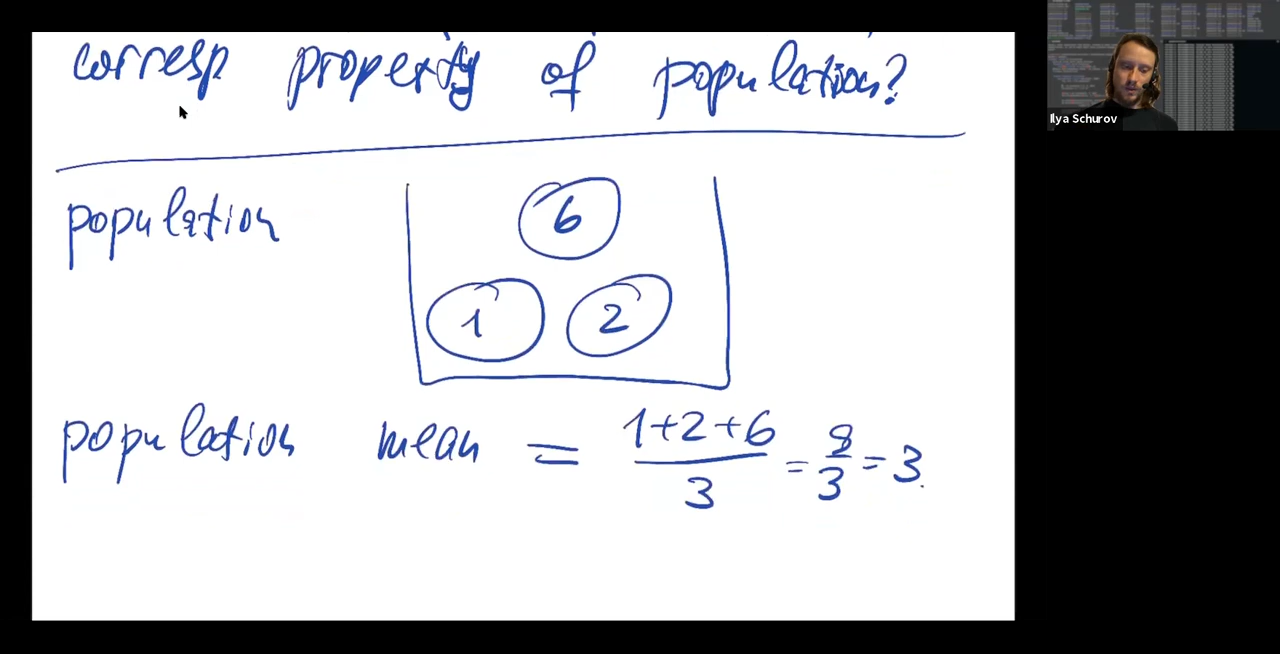 corresp property of population?
Ilya Schurov
population
6
1 2
population mean = (1+2+6)/3 = 9/3 = 3.